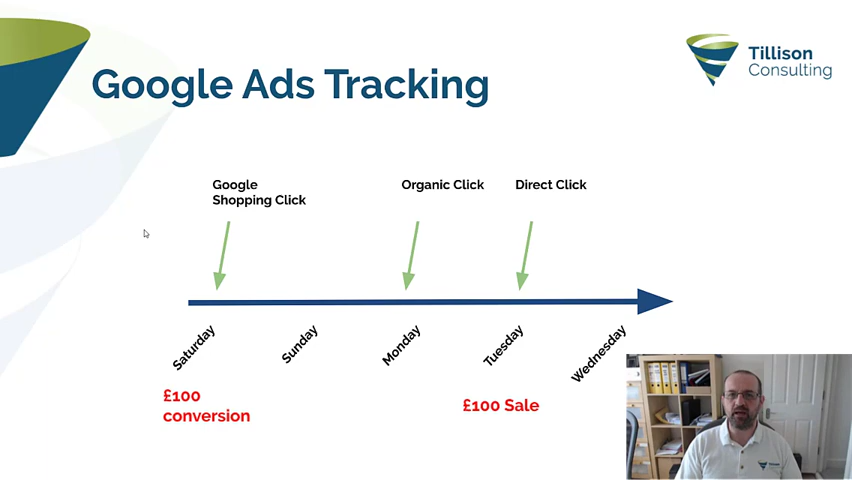 Google Ads Tracking
Tillison
Consulting
Google
Shopping Click
Organic Click
Direct Click
Saturday
Sunday
Monday
Tuesday
Wednesday
£100
conversion
£100 Sale